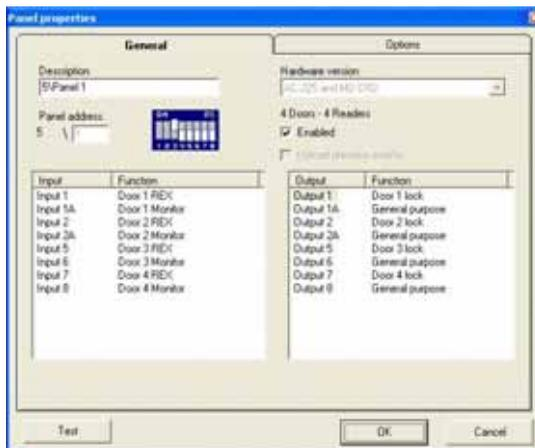 Panel properties
General
Options
Description
5\Panel 1
Hardware version
AC-225 and MD-D02
Panel address
5 \
4 Doors - 4 Readers
Enabled
Input Function
Input 1 Door 1 REX
Input 1A Door 1 Monitor
Input 2 Door 2 REX
Input 2A Door 2 Monitor
Input 5 Door 3 REX
Input 6 Door 3 Monitor
Input 7 Door 4 REX
Input 8 Door 4 Monitor
Output Function
Output 1 Door 1 lock
Output 1A General purpose
Output 2 Door 2 lock
Output 2A General purpose
Output 5 Door 3 lock
Output 6 General purpose
Output 7 Door 4 lock
Output 8 General purpose
Test
OK
Cancel